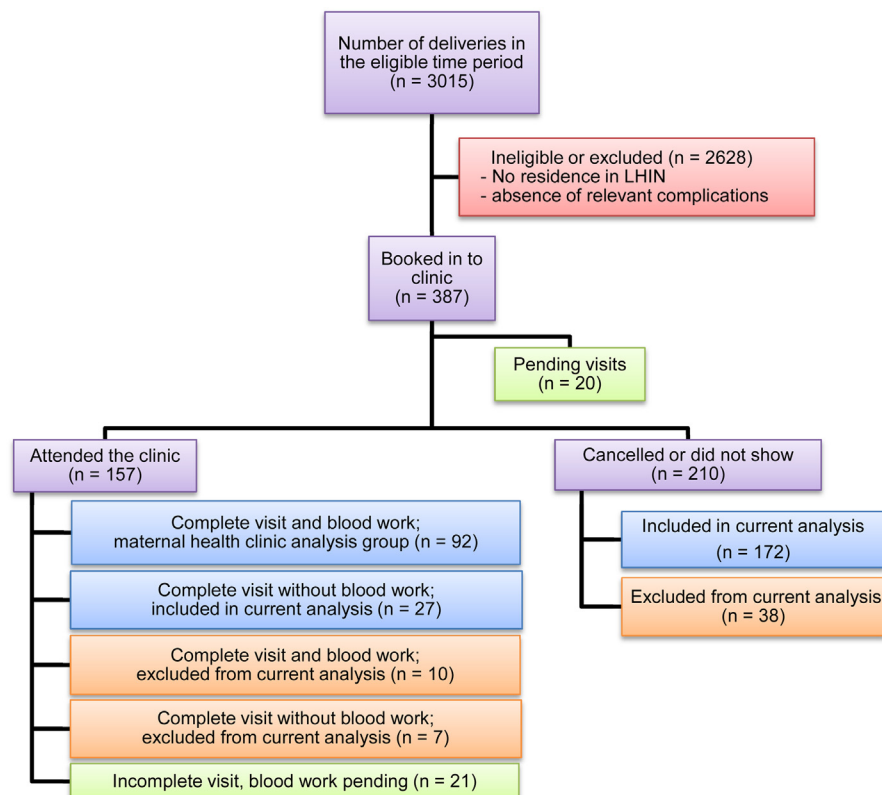 Number of deliveries in
the eligible time period
(n = 3015)
Ineligible or excluded (n = 2628)
- No residence in LHIN
- absence of relevant complications
Booked in to
clinic
(n = 387)
Pending visits
(n = 20)
Attended the clinic
(n = 157)
Complete visit and blood work;
maternal health clinic analysis group (n = 92)
Complete visit without blood work;
included in current analysis (n = 27)
Complete visit and blood work;
excluded from current analysis (n = 10)
Complete visit without blood work;
excluded from current analysis (n = 7)
Incomplete visit, blood work pending (n = 21)
Cancelled or did not show
(n = 210)
Included in current analysis
(n = 172)
Excluded from current analysis
(n = 38)